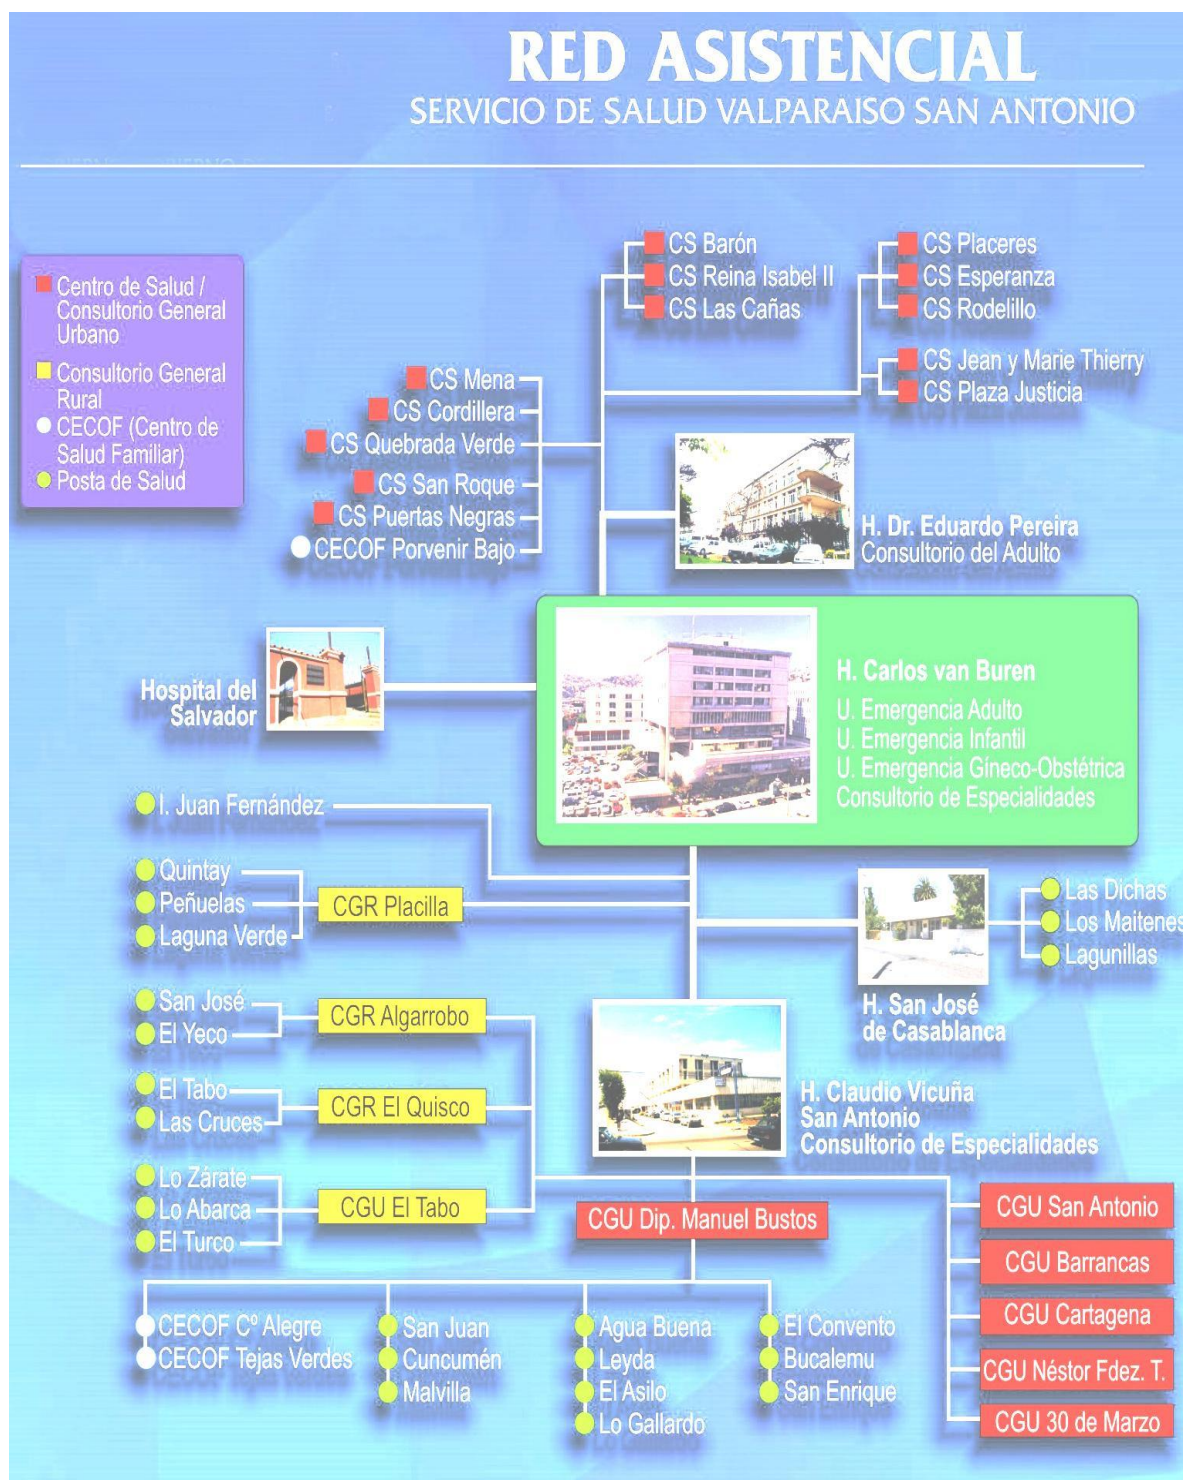 RED ASISTENCIAL
SERVICIO DE SALUD VALPARAISO SAN ANTONIO
Centro de Salud /
Consultorio General
Urbano
Consultorio General
Rural
CECOF (Centro de
Salud Familiar)
Posta de Salud
CS Barón
CS Reina Isabel II
CS Las Cañas
CS Placeres
CS Esperanza
CS Rodelillo
CS Jean y Marie Thierry
CS Plaza Justicia
CS Mena
CS Cordillera
CS Quebrada Verde
CS San Roque
CS Puertas Negras
CECOF Porvenir Bajo
H. Dr. Eduardo Pereira
Consultorio del Adulto
Hospital del
Salvador
H. Carlos van Buren
U. Emergencia Adulto
U. Emergencia Infantil
U. Emergencia Gíneco-Obstétrica
Consultorio de Especialidades
I. Juan Fernández
Quintay
Peñuelas
Laguna Verde
CGR Placilla
Las Dichas
Los Maitenes
Lagunillas
H. San José
de Casablanca
San José
El Yeco
CGR Algarrobo
El Tabo
Las Cruces
CGR El Quisco
H. Claudio Vicuña
San Antonio
Consultorio de Especialidades
Lo Zárate
Lo Abarca
El Turco
CGU El Tabo
CGU Dip. Manuel Bustos
CGU San Antonio
CGU Barrancas
CGU Cartagena
CGU Néstor Fdez. T.
CGU 30 de Marzo
CECOF Cº Alegre
CECOF Tejas Verdes
San Juan
Cuncumén
Malvilla
Agua Buena
Leyda
El Asilo
Lo Gallardo
El Convento
Bucalemu
San Enrique